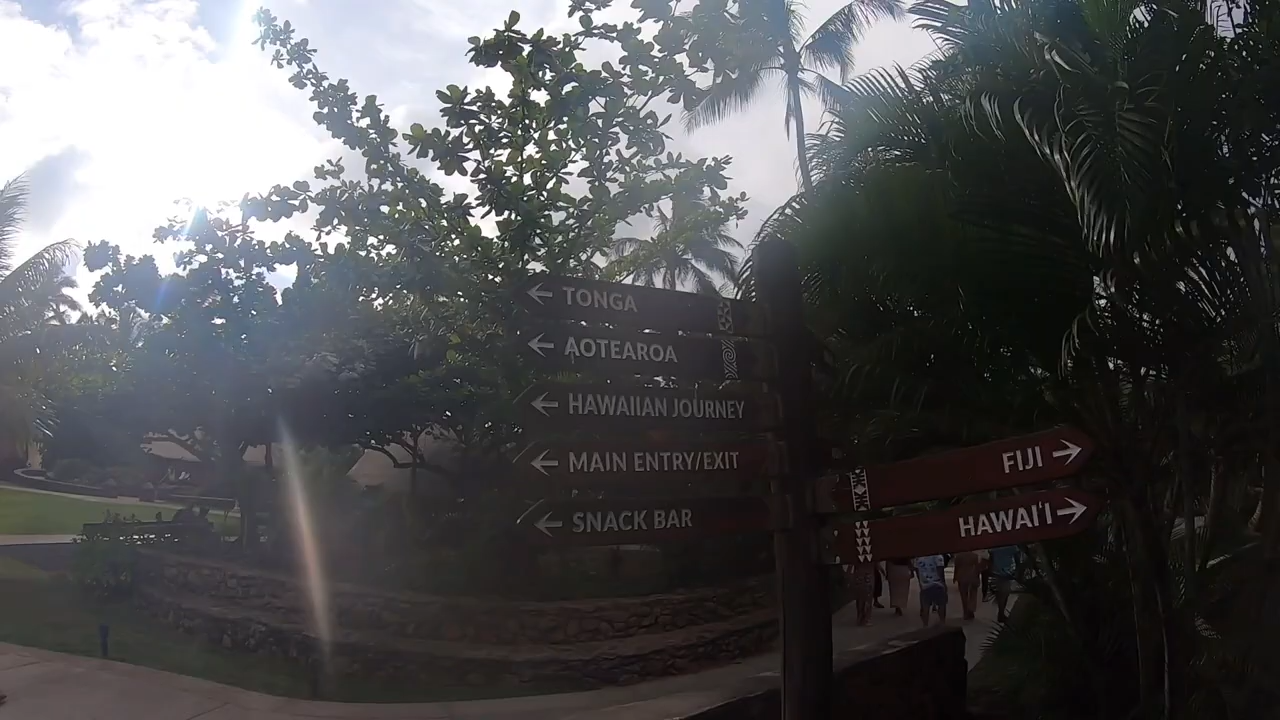 ← TONGA
← AOTEAROA
← HAWAIIAN JOURNEY
← MAIN ENTRY/EXIT
← SNACK BAR
FIJI →
HAWAI‘I →